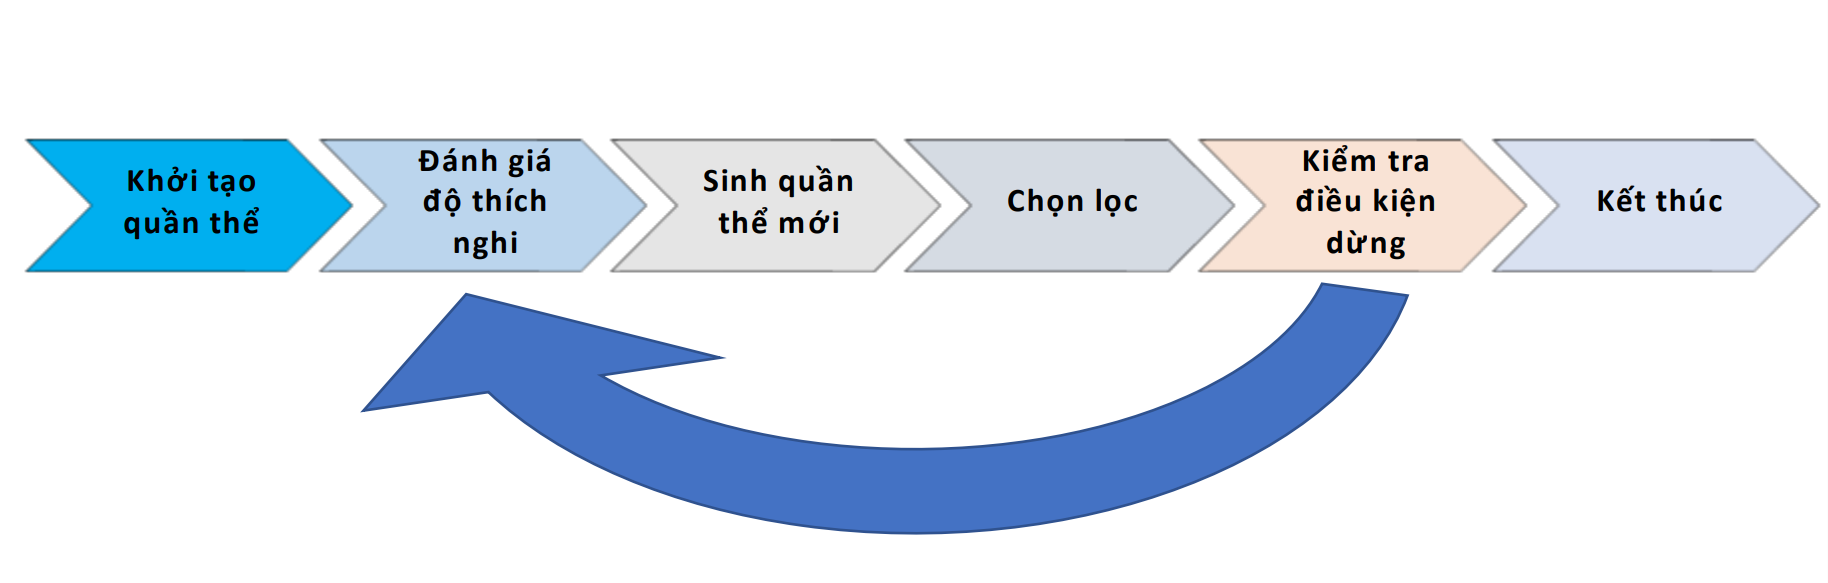 Khởi tạo
quần thể
Đánh giá
độ thích
nghi
Sinh quần
thể mới
Chọn lọc
Kiểm tra
điều kiện
dừng
Kết thúc